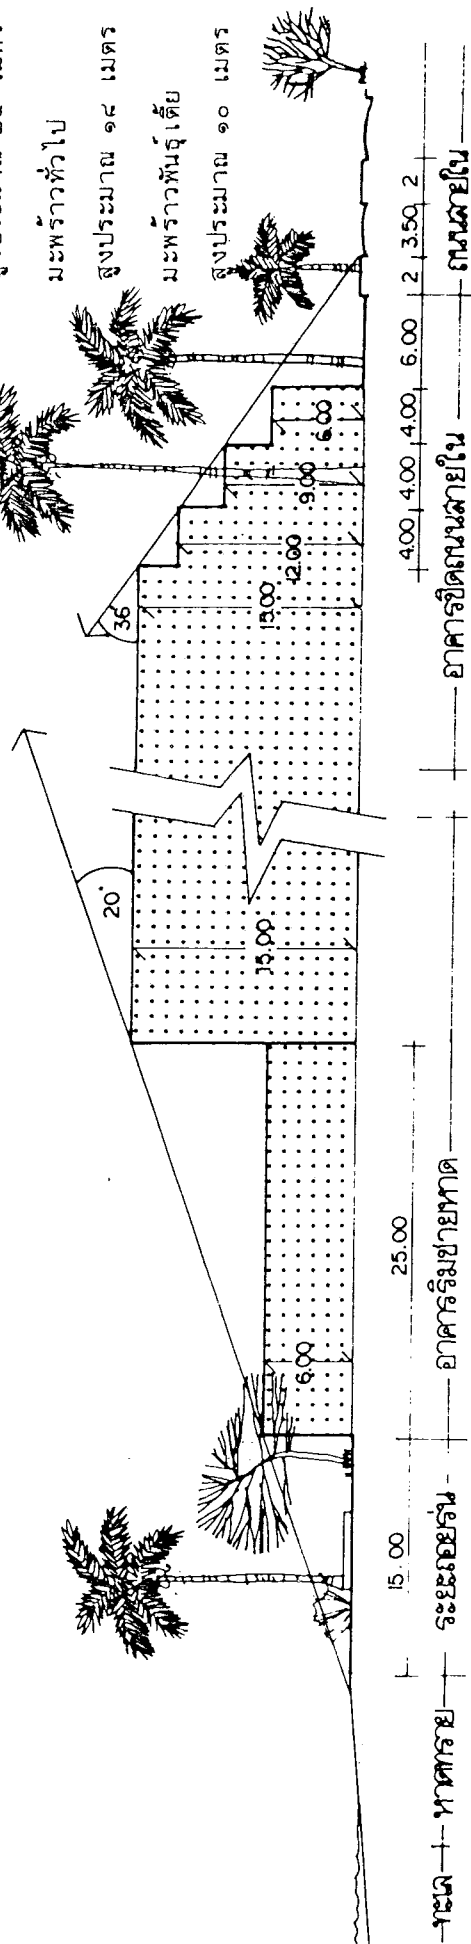 มะพร้าวทั่วไป
สูงประมาณ ๑๘ เมตร
มะพร้าวพันธุ์เตี้ย
สูงประมาณ ๑๐ เมตร
20°
36
6.00
15.00
15.00
12.00
9.00
6.00
15.00
25.00
4.00 4.00 4.00 6.00 2 3.50 2
ทะเล หาดทราย ระยะร่น อาคารริมชายหาด อาคารชิดถนนสายใน ถนนสายใน